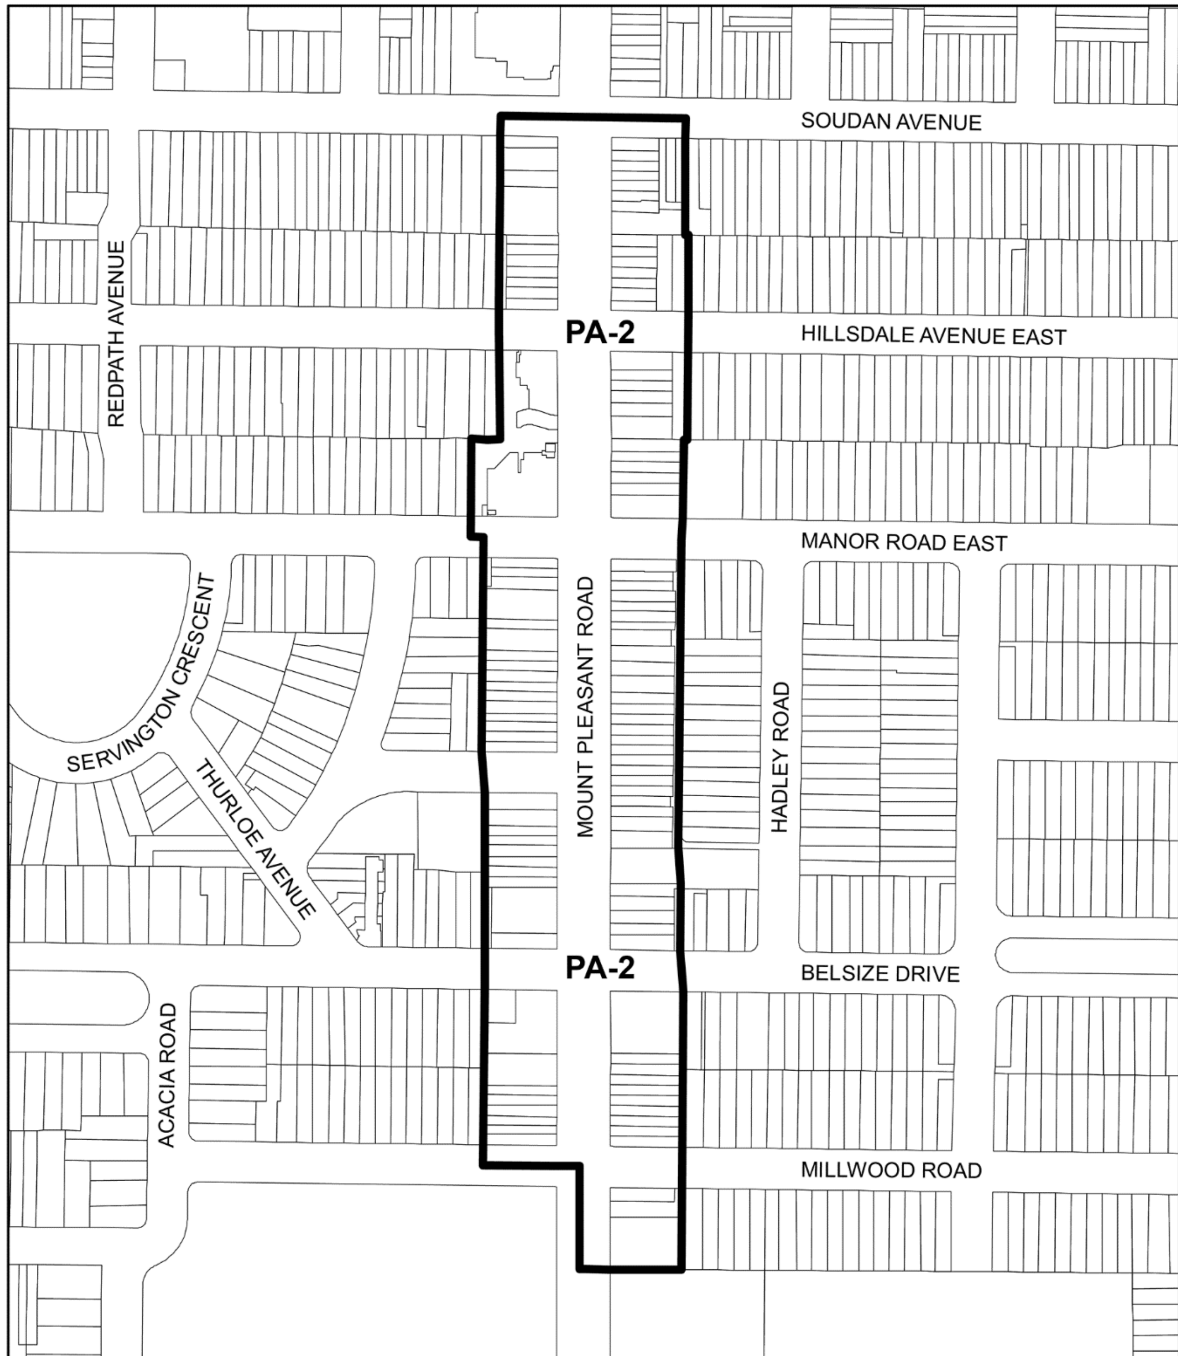 SOUDAN AVENUE
REDPATH AVENUE
PA-2
HILLSDALE AVENUE EAST
MANOR ROAD EAST
SERVINGTON CRESCENT
MOUNT PLEASANT ROAD
HADLEY ROAD
THURLOE AVENUE
PA-2
BELSIZE DRIVE
ACACIA ROAD
MILLWOOD ROAD